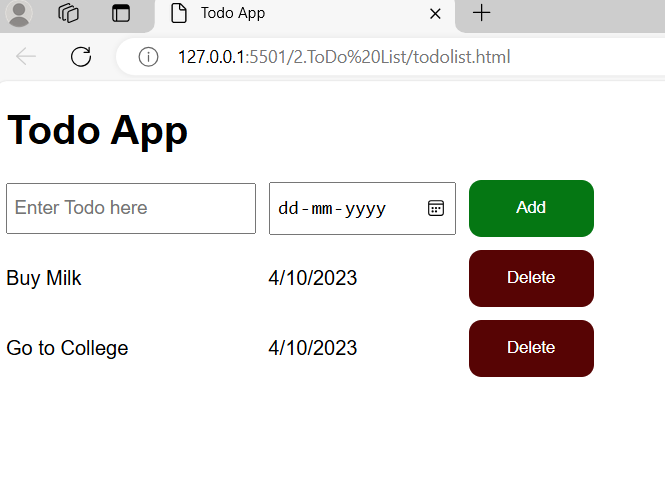 Todo App
127.0.0.1:5501/2.ToDo%20List/todolist.html
Todo App
Enter Todo here dd-mm-yyyy Add
Buy Milk 4/10/2023 Delete
Go to College 4/10/2023 Delete